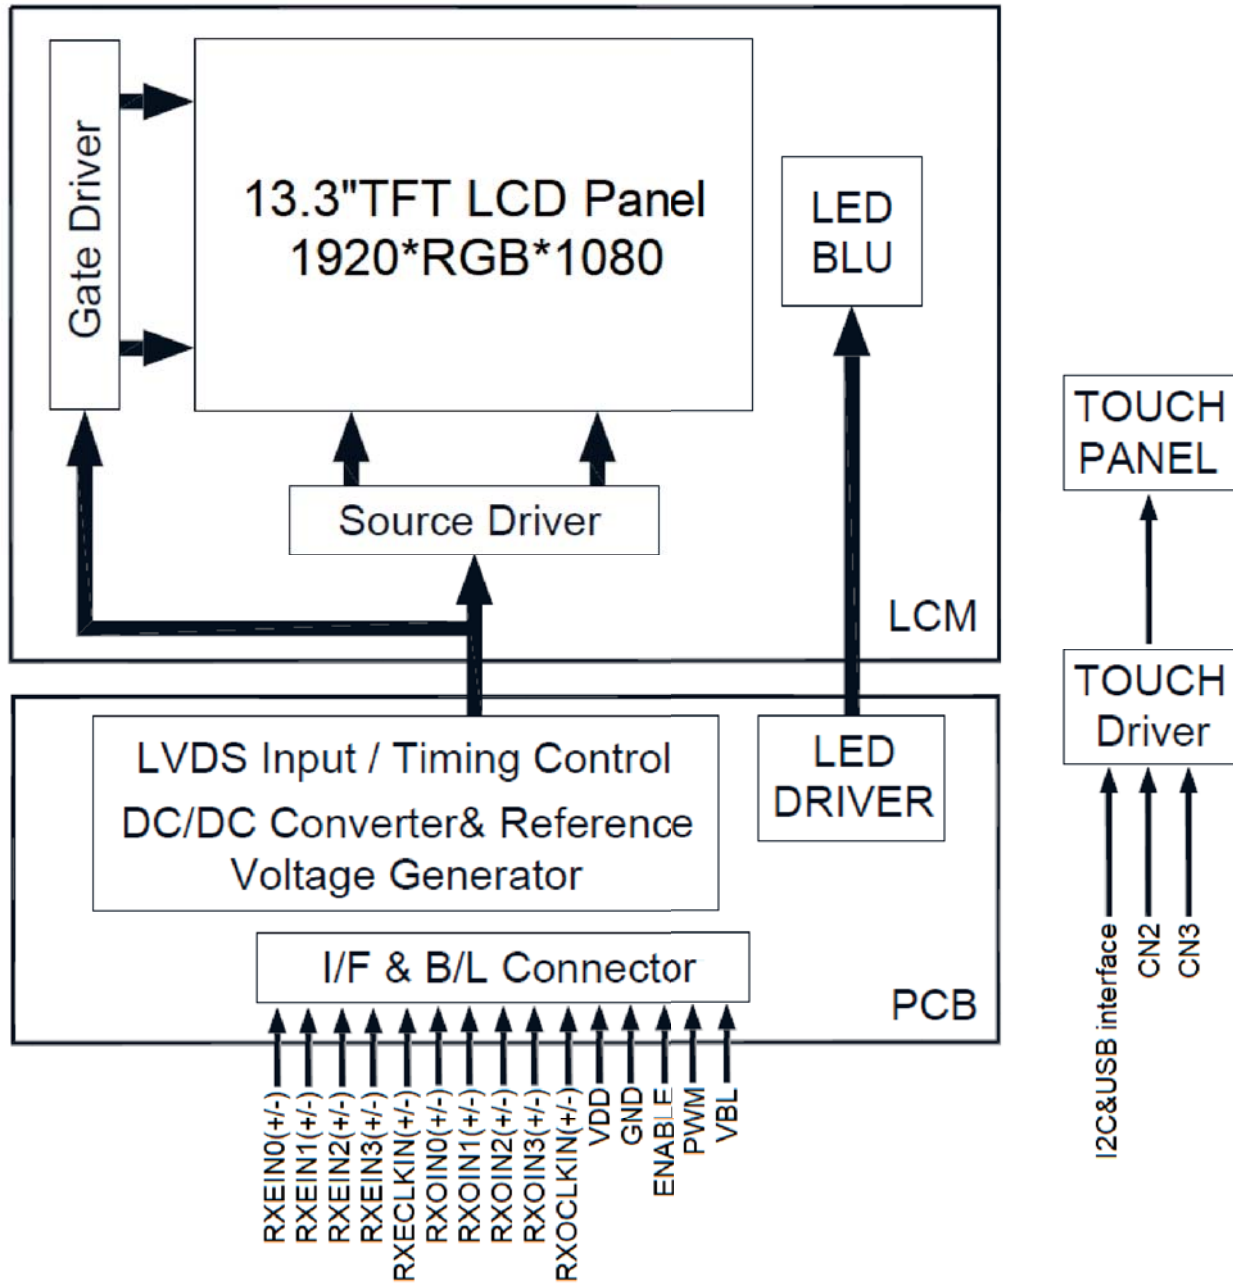 Gate Driver
13.3"TFT LCD Panel
1920*RGB*1080
LED
BLU
Source Driver
LCM
LVDS Input / Timing Control
DC/DC Converter& Reference
Voltage Generator
LED
DRIVER
I/F & B/L Connector
PCB
RXEIN0(+/-)
RXEIN1(+/-)
RXEIN2(+/-)
RXEIN3(+/-)
RXECLKIN(+/-)
RXOIN0(+/-)
RXOIN1(+/-)
RXOIN2(+/-)
RXOIN3(+/-)
RXOCLKIN(+/-)
VDD
GND
ENABLE
PWM
VBL
TOUCH
PANEL
TOUCH
Driver
I2C&USB interface
CN2
CN3